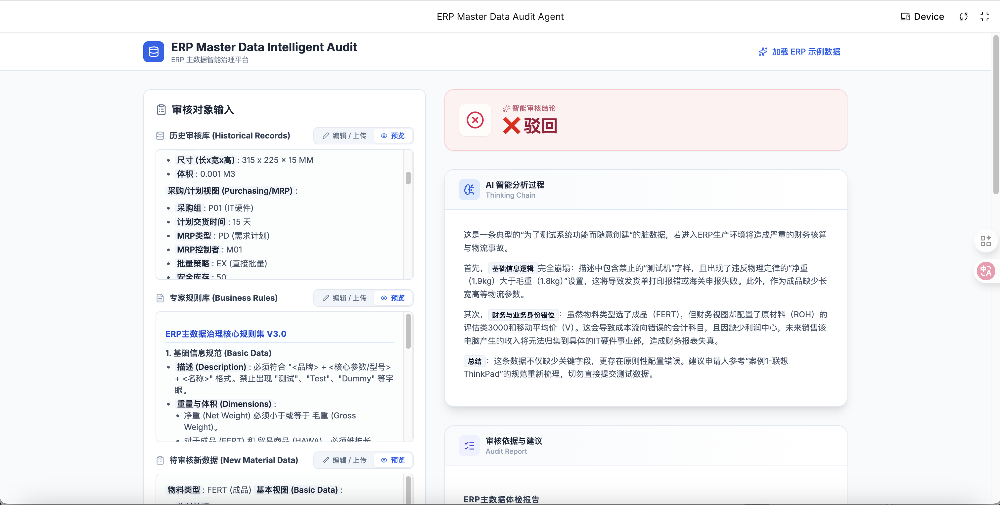 ERP Master Data Audit Agent
Device
ERP Master Data Intelligent Audit
ERP 主数据智能治理平台
加载 ERP 示例数据
审核对象输入
历史审核库 (Historical Records)
编辑 / 上传
预览
尺寸 (长x宽x高) : 315 x 225 × 15 MM
体积 : 0.001 M3
采购/计划视图 (Purchasing/MRP) :
采购组 : P01 (IT硬件)
计划交货时间 : 15 天
MRP类型 : PD (需求计划)
MRP控制者 : M01
批量策略 : EX (直接批量)
安全库存 : 50
专家规则库 (Business Rules)
编辑 / 上传
预览
ERP主数据治理核心规则集 V3.0
1. 基础信息规范 (Basic Data)
描述 (Description) : 必须符合 "<品牌> + <核心参数/型号>
+ <名称>" 格式。禁止出现 "测试"、"Test"、"Dummy" 等字
眼。
重量与体积 (Dimensions) :
净重 (Net Weight) 必须小于或等于 毛重 (Gross
Weight)。
对于成品 (FERT) 和 贸易商品 (HAWA)，必须维护长
待审核新数据 (New Material Data)
编辑 / 上传
预览
物料类型 : FERT (成品) 基本视图 (Basic Data) :
智能审核结论
❌ 驳回
AI 智能分析过程
Thinking Chain
这是一条典型的“为了测试系统功能而随意创建”的脏数据，若进入ERP生产环境将造成严重的财务核算
与物流事故。
首先， 基础信息逻辑 完全崩塌：描述中包含禁止的“测试机”字样，且出现了违反物理定律的“净重
（1.9kg）大于毛重（1.8kg）”设置，这将导致发货单打印报错或海关申报失败。此外，作为成品缺少长
宽高等物流参数。
其次， 财务与业务身份错位 ：虽然物料类型选了成品（FERT），但财务视图却配置了原材料（ROH）的
评估类3000和移动平均价（V）。这会导致成本流向错误的会计科目，且因缺少利润中心，未来销售该
电脑产生的收入将无法归集到具体的IT硬件事业部，造成财务报表失真。
总结 ：这条数据不仅缺少关键字段，更存在原则性配置错误。建议申请人参考“案例1-联想
ThinkPad”的规范重新梳理，切勿直接提交测试数据。
审核依据与建议
Audit Report
ERP主数据体检报告